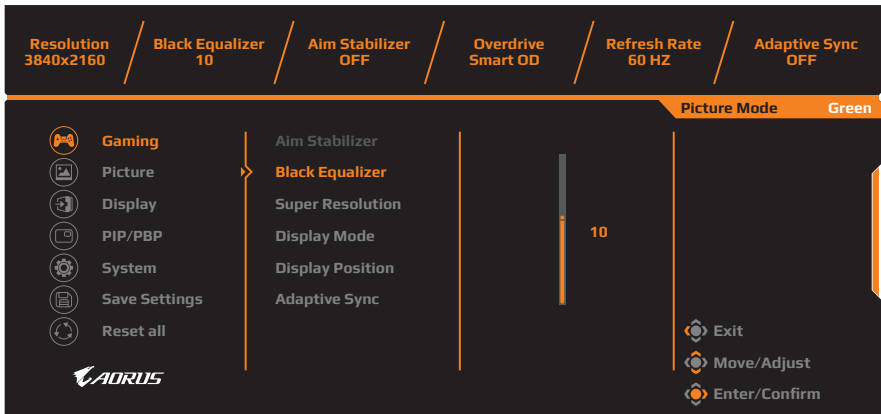 Resolution
3840x2160
Black Equalizer
10
Aim Stabilizer
OFF
Overdrive
Smart OD
Refresh Rate
60 HZ
Adaptive Sync
OFF
Picture Mode Green
Gaming
Picture
Display
PIP/PBP
System
Save Settings
Reset all
Aim Stabilizer
Black Equalizer
Super Resolution
Display Mode
Display Position
Adaptive Sync
10
Exit
Move/Adjust
Enter/Confirm
AORUS